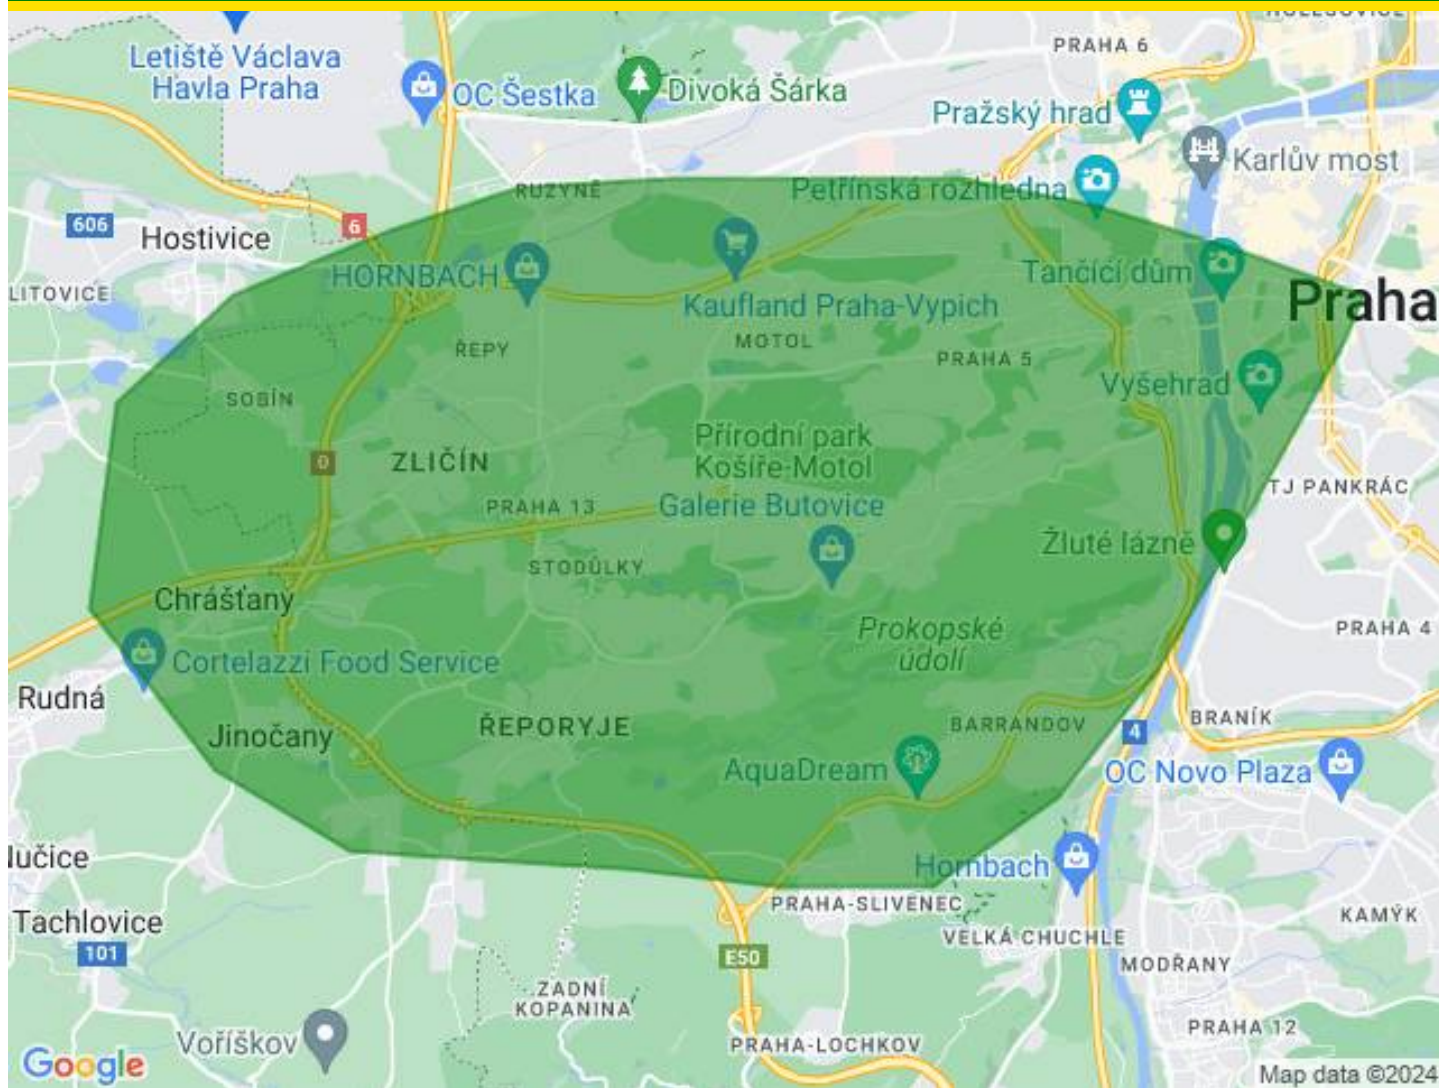 HOLEŠOVICE
PRAHA 6
Letiště Václava
Havla Praha
OC Šestka
Divoká Šárka
Pražský hrad
Karlův most
RUZYNĚ
Petřínská rozhledna
606
6
Hostivice
HORNBACH
Tančící dům
LITOVICE
Kaufland Praha-Vypich
Praha
MOTOL
ŘEPY
PRAHA 5
Vyšehrad
SOBÍN
Přírodní park
Košíře-Motol
0
ZLIČÍN
TJ PANKRÁC
PRAHA 13
Galerie Butovice
Žluté lázně
STODŮLKY
Chrášťany
Prokopské
údolí
PRAHA 4
Cortelazzi Food Service
Rudná
Jinočany
ŘEPORYJE
BARRANDOV
BRANÍK
4
AquaDream
OC Novo Plaza
lučice
Hornbach
PRAHA-SLIVENEC
Tachlovice
KAMÝK
VELKÁ CHUCHLE
101
E50
MODŘANY
ZADNÍ
KOPANINA
PRAHA 12
Voříškov
PRAHA-LOCHKOV
Google
Map data ©2024